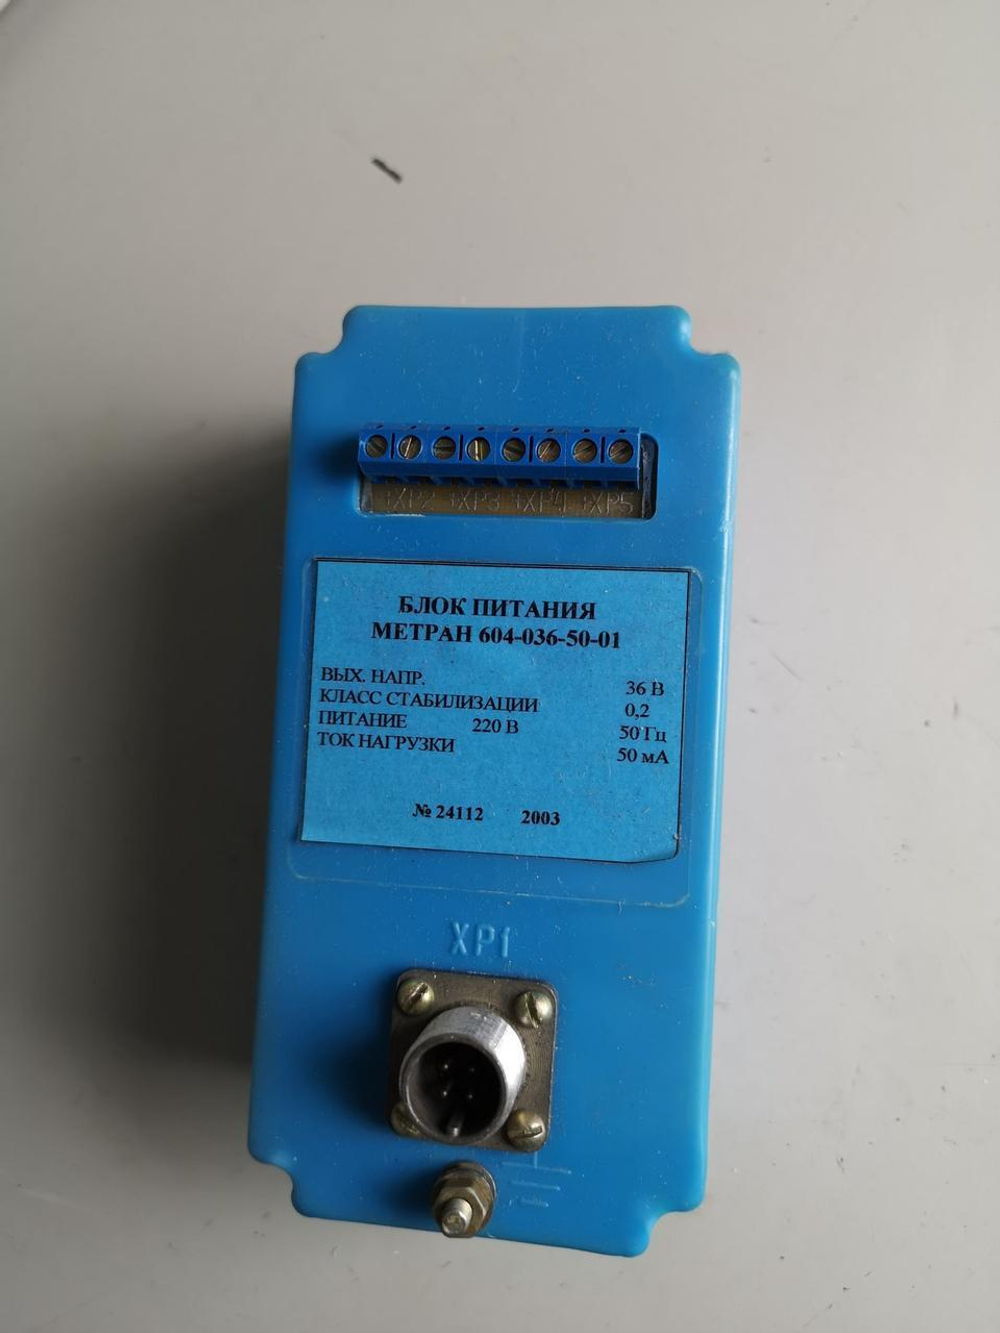 +XP2 +XP3 +XP4 +XP5
БЛОК ПИТАНИЯ
МЕТРАН 604-036-50-01
ВЫХ. НАПР. 36 В
КЛАСС СТАБИЛИЗАЦИИ 0,2
ПИТАНИЕ 220 В 50 Гц
ТОК НАГРУЗКИ 50 мА
№ 24112 2003
XP1